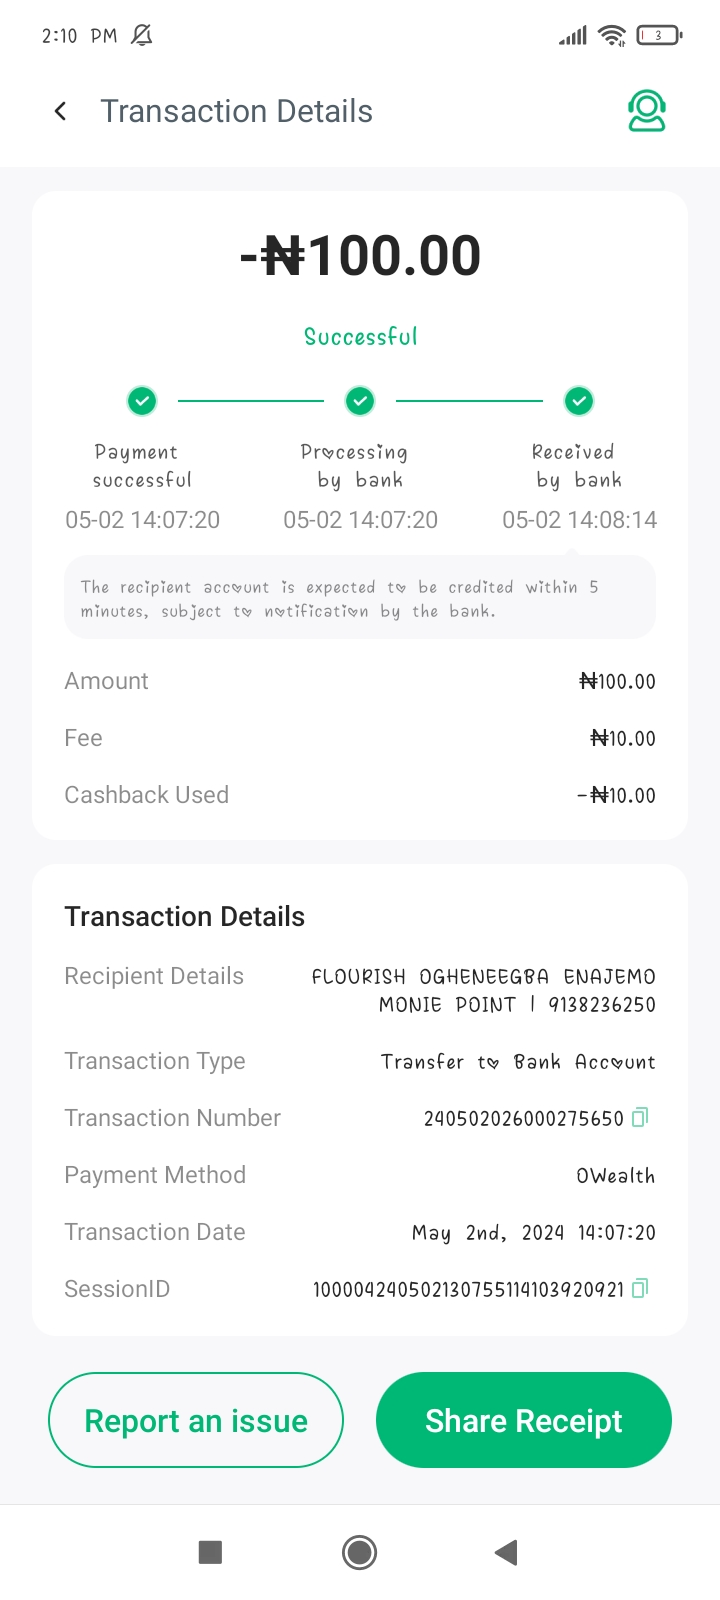 2:10 PM
3
Transaction Details
-₦100.00
Successful
Payment successful
Processing by bank
Received by bank
05-02 14:07:20
05-02 14:07:20
05-02 14:08:14
The recipient account is expected to be credited within 5
minutes, subject to notification by the bank.
Amount ₦100.00
Fee ₦10.00
Cashback Used -₦10.00
Transaction Details
Recipient Details FLOURISH OGHENEEGBA ENAJEMO
MONIE POINT | 9138236250
Transaction Type Transfer to Bank Account
Transaction Number 240502026000275650
Payment Method OWealth
Transaction Date May 2nd, 2024 14:07:20
SessionID 100004240502130755114103920921
Report an issue
Share Receipt